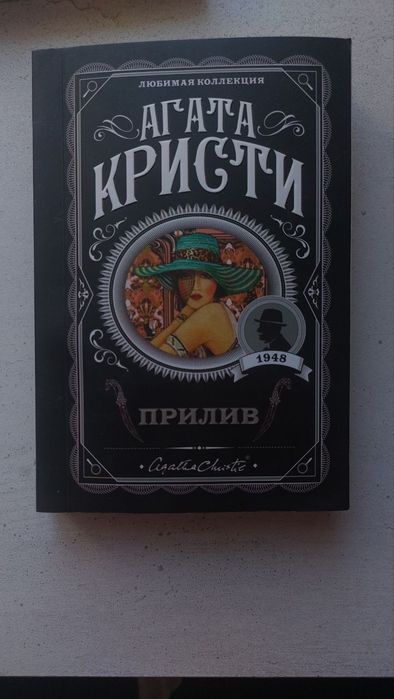 ЛЮБИМАЯ КОЛЛЕКЦИЯ
АГАТА
КРИСТИ
1948
ПРИЛИВ
Agatha Christie®